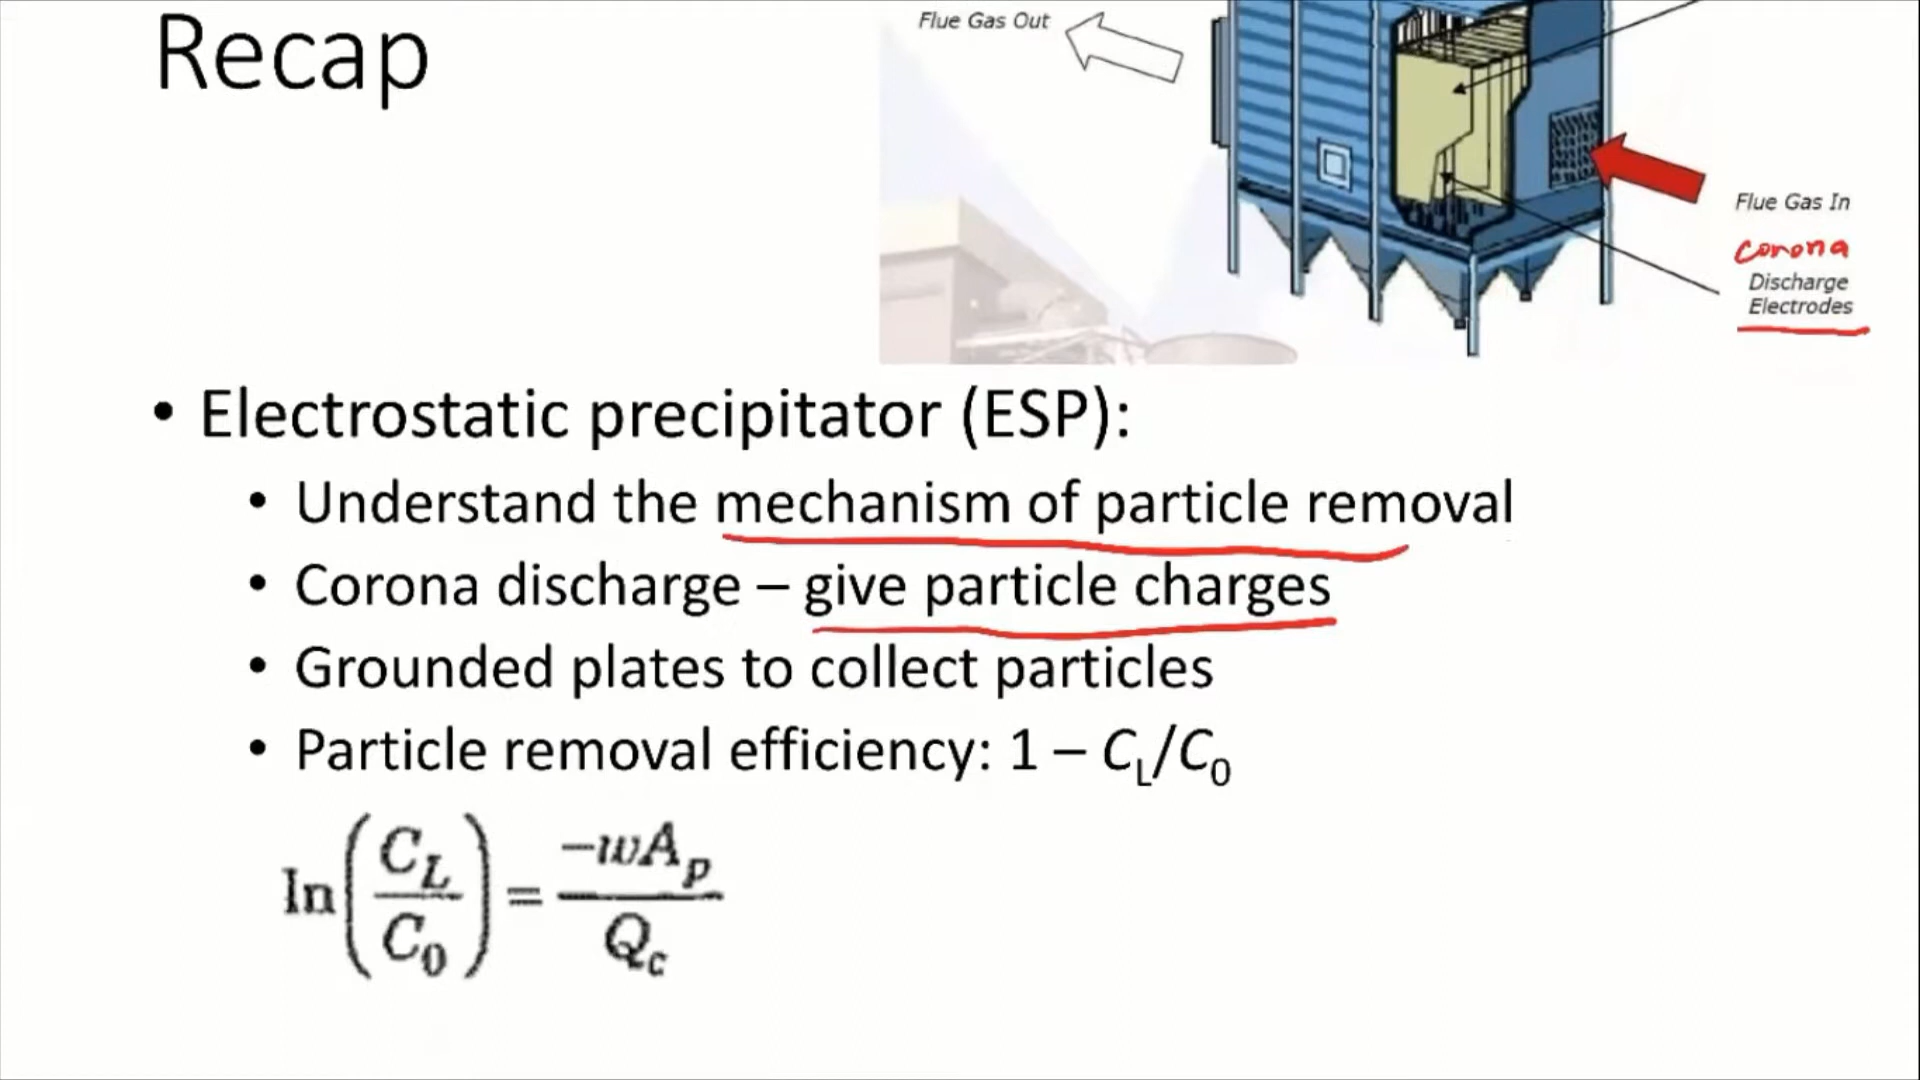 Recap
Flue Gas Out
Flue Gas In
corona
Discharge
Electrodes
• Electrostatic precipitator (ESP):
• Understand the mechanism of particle removal
• Corona discharge – give particle charges
• Grounded plates to collect particles
• Particle removal efficiency: 1 – C_L/C_0
ln(C_L/C_0) = -wA_p/Q_c